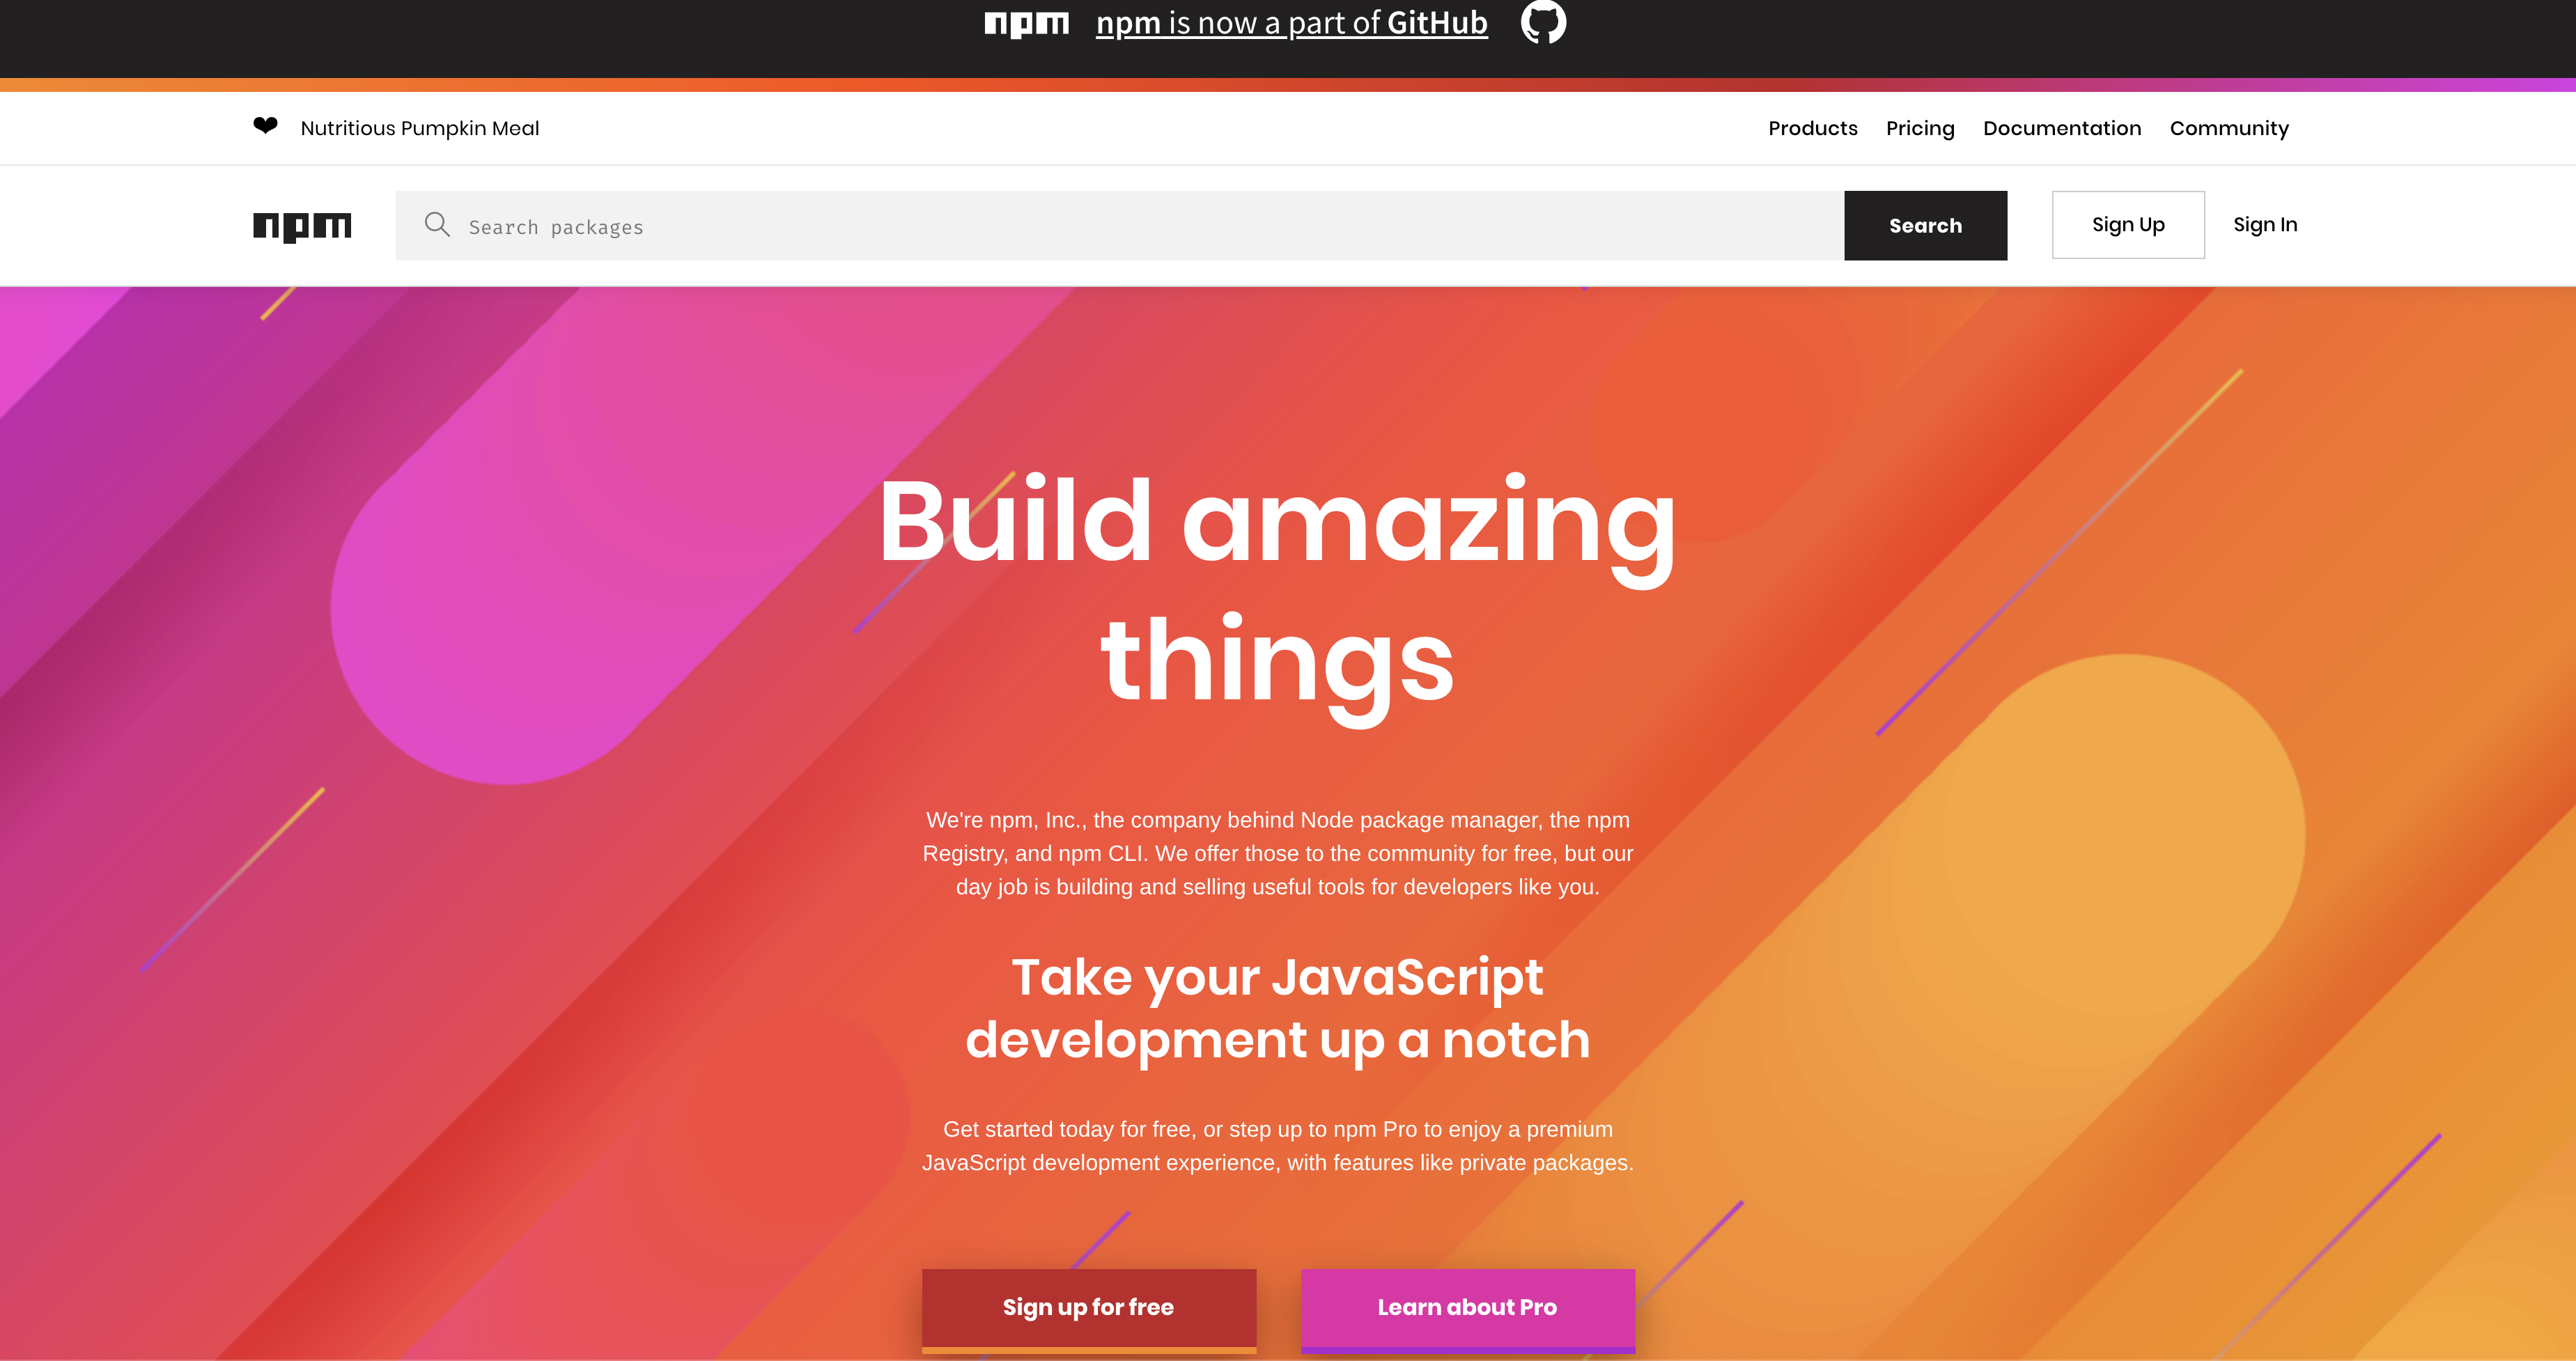 npm npm is now a part of GitHub
❤ Nutritious Pumpkin Meal Products Pricing Documentation Community
npm Search packages Search Sign Up Sign In
Build amazing
things
We're npm, Inc., the company behind Node package manager, the npm
Registry, and npm CLI. We offer those to the community for free, but our
day job is building and selling useful tools for developers like you.
Take your JavaScript
development up a notch
Get started today for free, or step up to npm Pro to enjoy a premium
JavaScript development experience, with features like private packages.
Sign up for free Learn about Pro